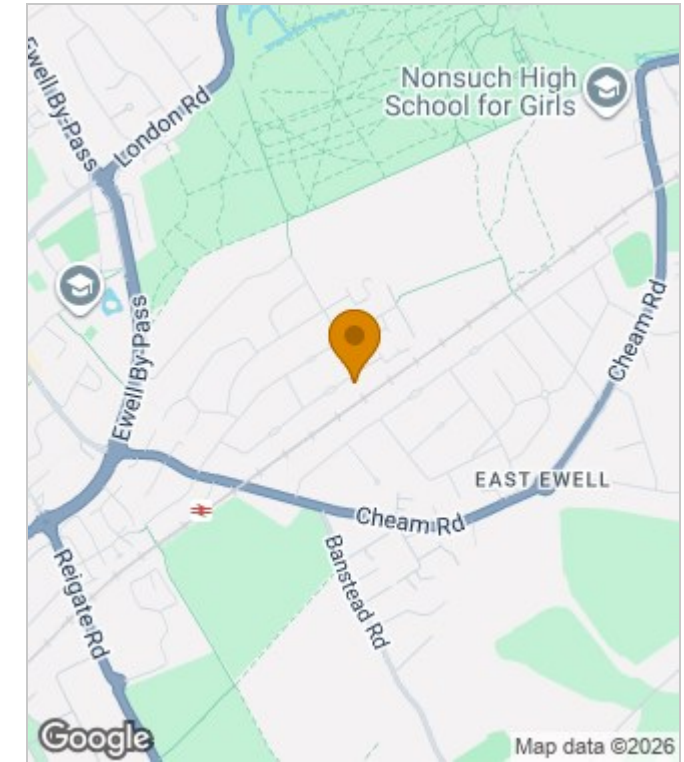 Ewell By-Pass
London Rd
Nonsuch High
School for Girls
Ewell By-Pass
Cheam Rd
EAST EWELL
Cheam Rd
Banstead Rd
Reigate Rd
Google
Map data ©2026